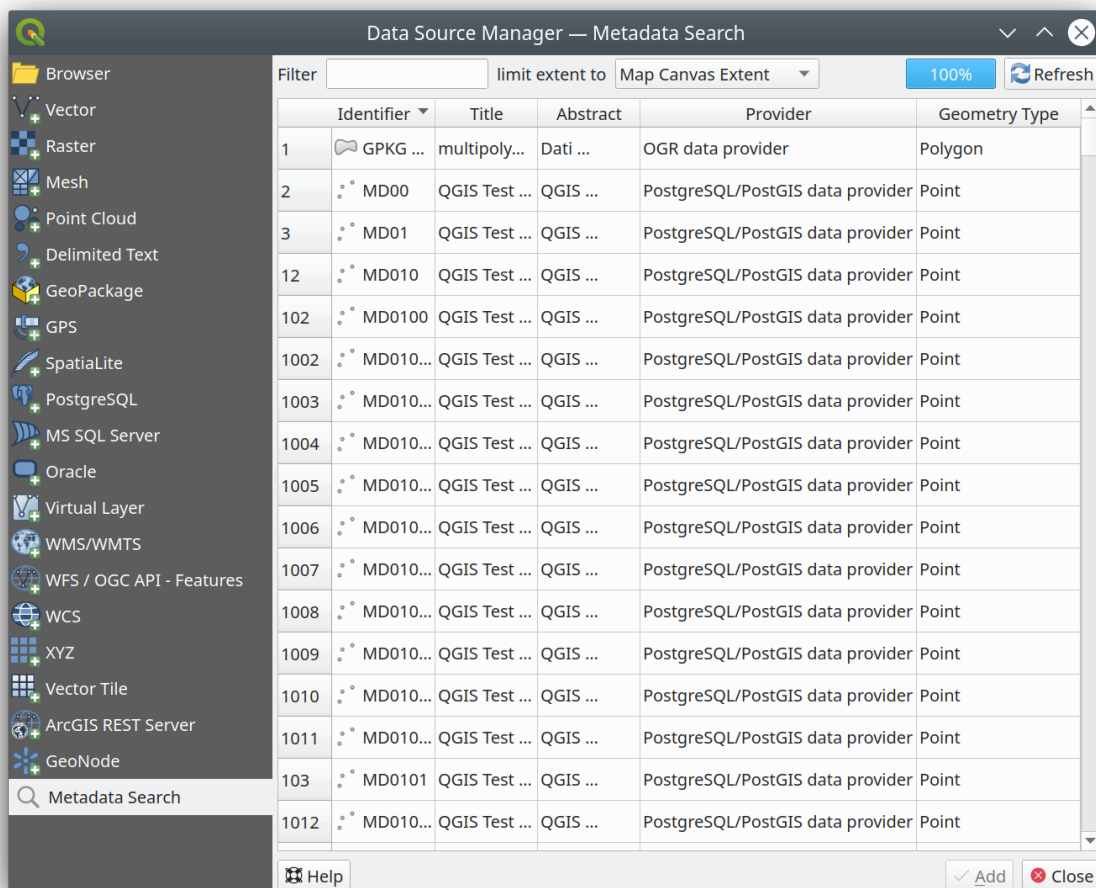 Data Source Manager — Metadata Search
Browser
Vector
Raster
Mesh
Point Cloud
Delimited Text
GeoPackage
GPS
SpatiaLite
PostgreSQL
MS SQL Server
Oracle
Virtual Layer
WMS/WMTS
WFS / OGC API - Features
WCS
XYZ
Vector Tile
ArcGIS REST Server
GeoNode
Metadata Search
Filter limit extent to Map Canvas Extent 100% Refresh
Identifier Title Abstract Provider Geometry Type
1 GPKG ... multipoly... Dati ... OGR data provider Polygon
2 MD00 QGIS Test ... QGIS ... PostgreSQL/PostGIS data provider Point
3 MD01 QGIS Test ... QGIS ... PostgreSQL/PostGIS data provider Point
12 MD010 QGIS Test ... QGIS ... PostgreSQL/PostGIS data provider Point
102 MD0100 QGIS Test ... QGIS ... PostgreSQL/PostGIS data provider Point
1002 MD010... QGIS Test ... QGIS ... PostgreSQL/PostGIS data provider Point
1003 MD010... QGIS Test ... QGIS ... PostgreSQL/PostGIS data provider Point
1004 MD010... QGIS Test ... QGIS ... PostgreSQL/PostGIS data provider Point
1005 MD010... QGIS Test ... QGIS ... PostgreSQL/PostGIS data provider Point
1006 MD010... QGIS Test ... QGIS ... PostgreSQL/PostGIS data provider Point
1007 MD010... QGIS Test ... QGIS ... PostgreSQL/PostGIS data provider Point
1008 MD010... QGIS Test ... QGIS ... PostgreSQL/PostGIS data provider Point
1009 MD010... QGIS Test ... QGIS ... PostgreSQL/PostGIS data provider Point
1010 MD010... QGIS Test ... QGIS ... PostgreSQL/PostGIS data provider Point
1011 MD010... QGIS Test ... QGIS ... PostgreSQL/PostGIS data provider Point
103 MD0101 QGIS Test ... QGIS ... PostgreSQL/PostGIS data provider Point
1012 MD010... QGIS Test ... QGIS ... PostgreSQL/PostGIS data provider Point
Help Add Close